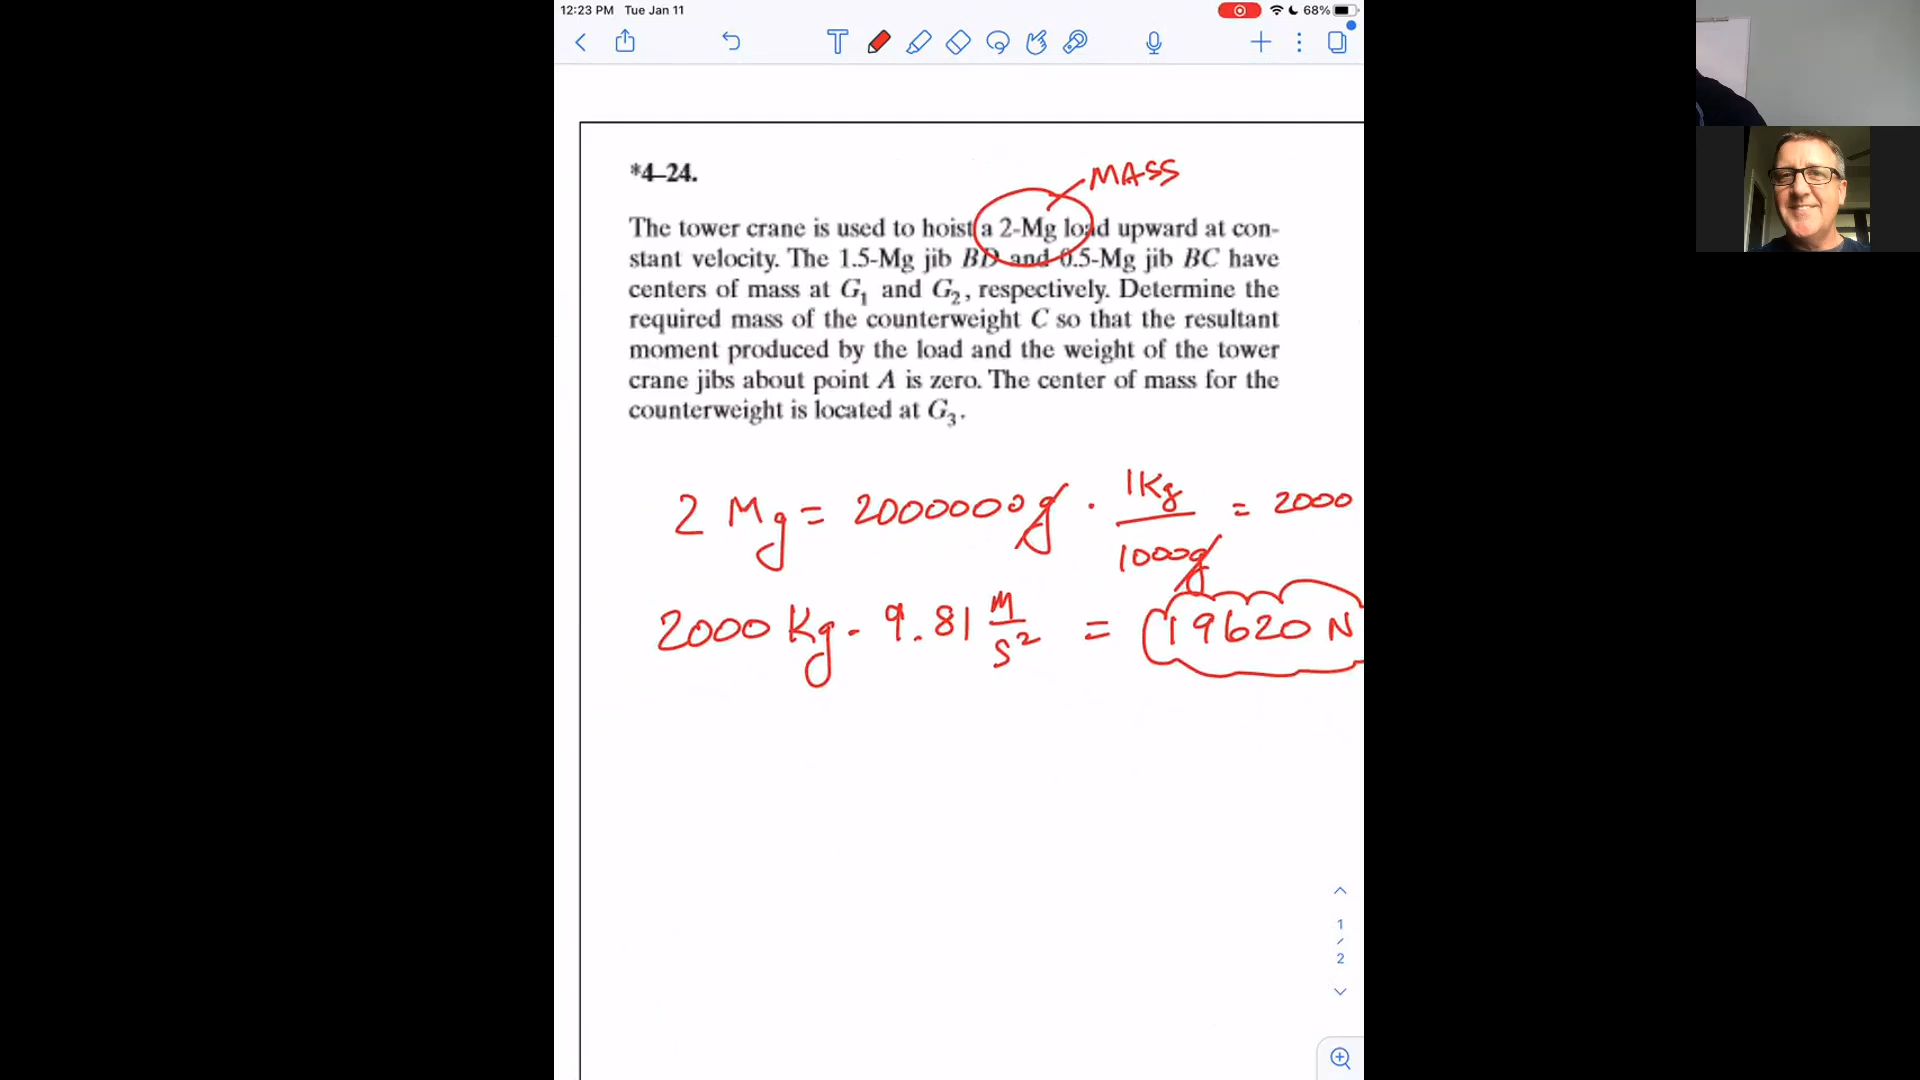 12:23 PM Tue Jan 11
68%
T
*4–24.
MASS
The tower crane is used to hoist a 2-Mg load upward at con-
stant velocity. The 1.5-Mg jib BD and 0.5-Mg jib BC have
centers of mass at G₁ and G₂, respectively. Determine the
required mass of the counterweight C so that the resultant
moment produced by the load and the weight of the tower
crane jibs about point A is zero. The center of mass for the
counterweight is located at G₃.
2 Mg = 2000000g · 1Kg / 1000g = 2000
2000 Kg · 9.81 m/s² = 19620 N
1
/
2